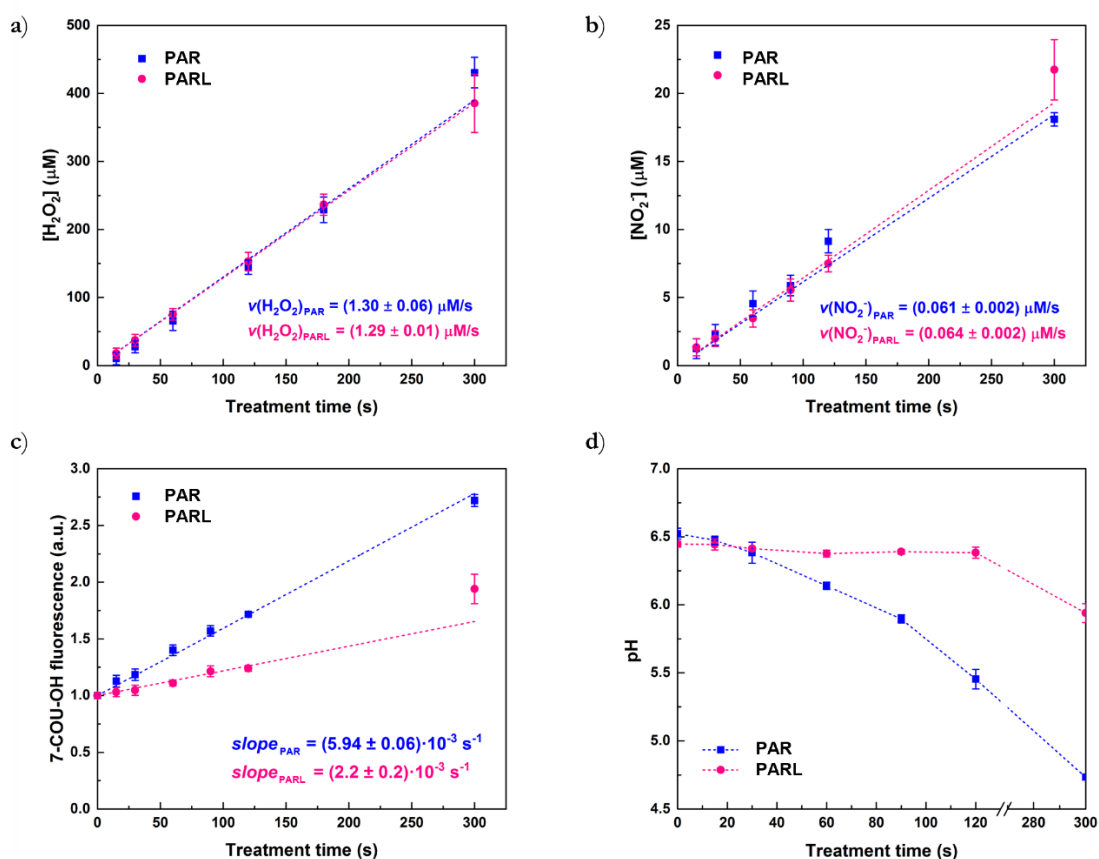 a)
500
400
300
200
100
0
[H₂O₂] (μM)
PAR
PARL
v(H₂O₂)PAR = (1.30 ± 0.06) μM/s
v(H₂O₂)PARL = (1.29 ± 0.01) μM/s
0 50 100 150 200 250 300
Treatment time (s)
b)
25
20
15
10
5
0
[NO₂⁻] (μM)
PAR
PARL
v(NO₂⁻)PAR = (0.061 ± 0.002) μM/s
v(NO₂⁻)PARL = (0.064 ± 0.002) μM/s
0 50 100 150 200 250 300
Treatment time (s)
c)
3.0
2.5
2.0
1.5
1.0
0.5
0.0
7-COU-OH fluorescence (a.u.)
PAR
PARL
slope PAR = (5.94 ± 0.06)·10⁻³ s⁻¹
slope PARL = (2.2 ± 0.2)·10⁻³ s⁻¹
0 50 100 150 200 250 300
Treatment time (s)
d)
7.0
6.5
6.0
5.5
5.0
4.5
pH
PAR
PARL
0 20 40 60 80 100 120 280 300
Treatment time (s)